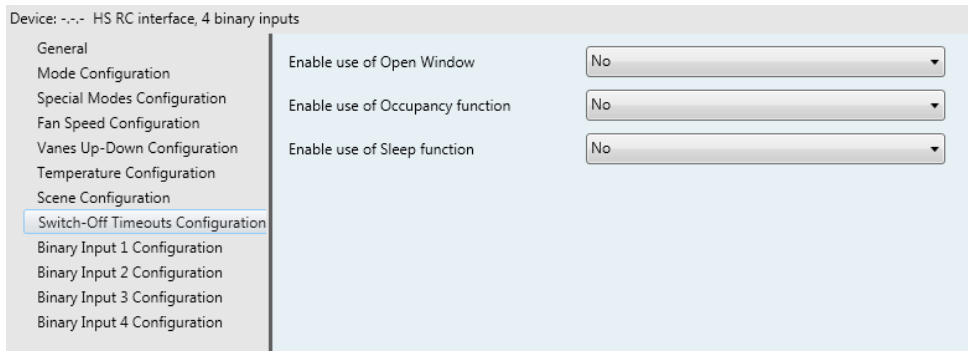 Device: -.-.- HS RC interface, 4 binary inputs
General
Mode Configuration
Special Modes Configuration
Fan Speed Configuration
Vanes Up-Down Configuration
Temperature Configuration
Scene Configuration
Switch-Off Timeouts Configuration
Binary Input 1 Configuration
Binary Input 2 Configuration
Binary Input 3 Configuration
Binary Input 4 Configuration
Enable use of Open Window No
Enable use of Occupancy function No
Enable use of Sleep function No